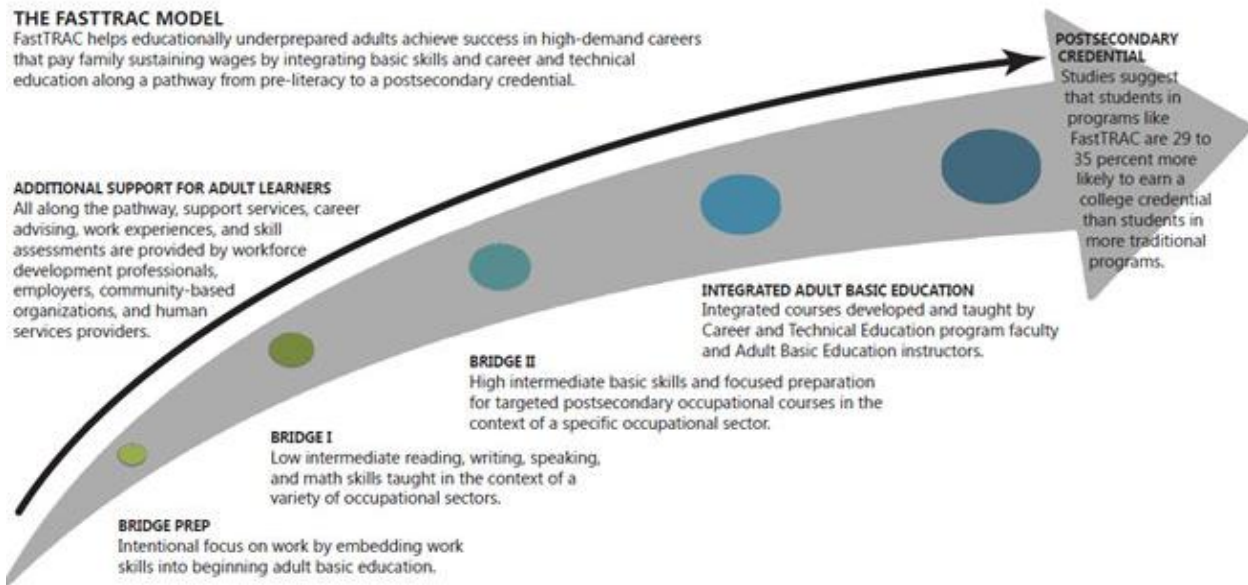 THE FASTTRAC MODEL
FastTRAC helps educationally underprepared adults achieve success in high-demand careers
that pay family sustaining wages by integrating basic skills and career and technical
education along a pathway from pre-literacy to a postsecondary credential.
POSTSECONDARY
CREDENTIAL
Studies suggest
that students in
programs like
FastTRAC are 29 to
35 percent more
likely to earn a
college credential
than students in
more traditional
programs.
ADDITIONAL SUPPORT FOR ADULT LEARNERS
All along the pathway, support services, career
advising, work experiences, and skill
assessments are provided by workforce
development professionals,
employers, community-based
organizations, and human
services providers.
INTEGRATED ADULT BASIC EDUCATION
Integrated courses developed and taught by
Career and Technical Education program faculty
and Adult Basic Education instructors.
BRIDGE II
High intermediate basic skills and focused preparation
for targeted postsecondary occupational courses in the
context of a specific occupational sector.
BRIDGE I
Low intermediate reading, writing, speaking,
and math skills taught in the context of a
variety of occupational sectors.
BRIDGE PREP
Intentional focus on work by embedding work
skills into beginning adult basic education.